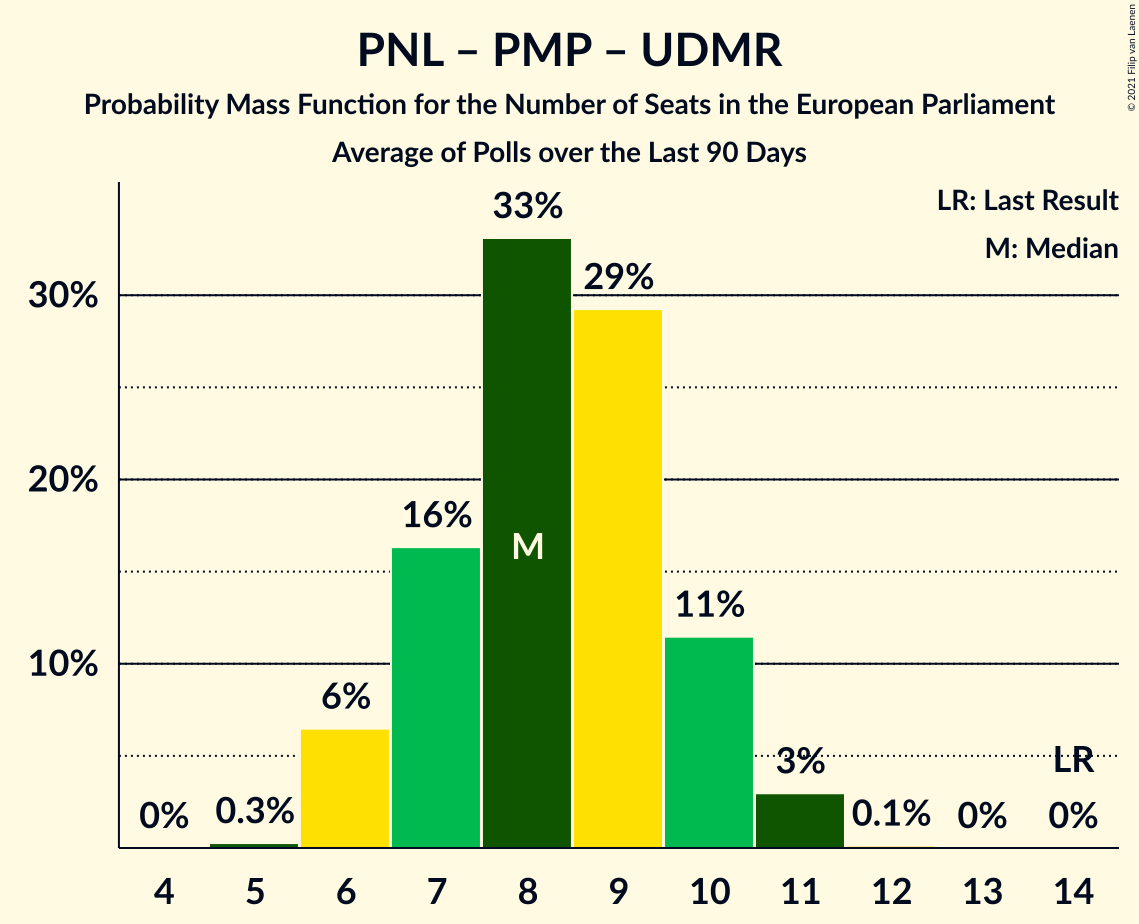 PNL – PMP – UDMR
Probability Mass Function for the Number of Seats in the European Parliament
Average of Polls over the Last 90 Days
© 2021 Filip van Laenen
LR: Last Result
M: Median
33%
29%
30%
20%
16%
M
11%
10%
6%
3%
LR
0%
0.3%
0.1%
0%
0%
4 5 6 7 8 9 10 11 12 13 14